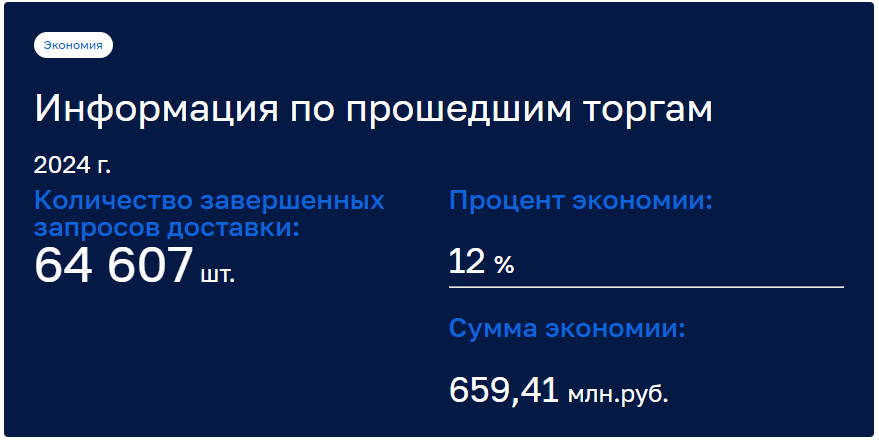 Экономия
Информация по прошедшим торгам
2024 г.
Количество завершенных
запросов доставки:
64 607 шт.
Процент экономии:
12 %
Сумма экономии:
659,41 млн.руб.